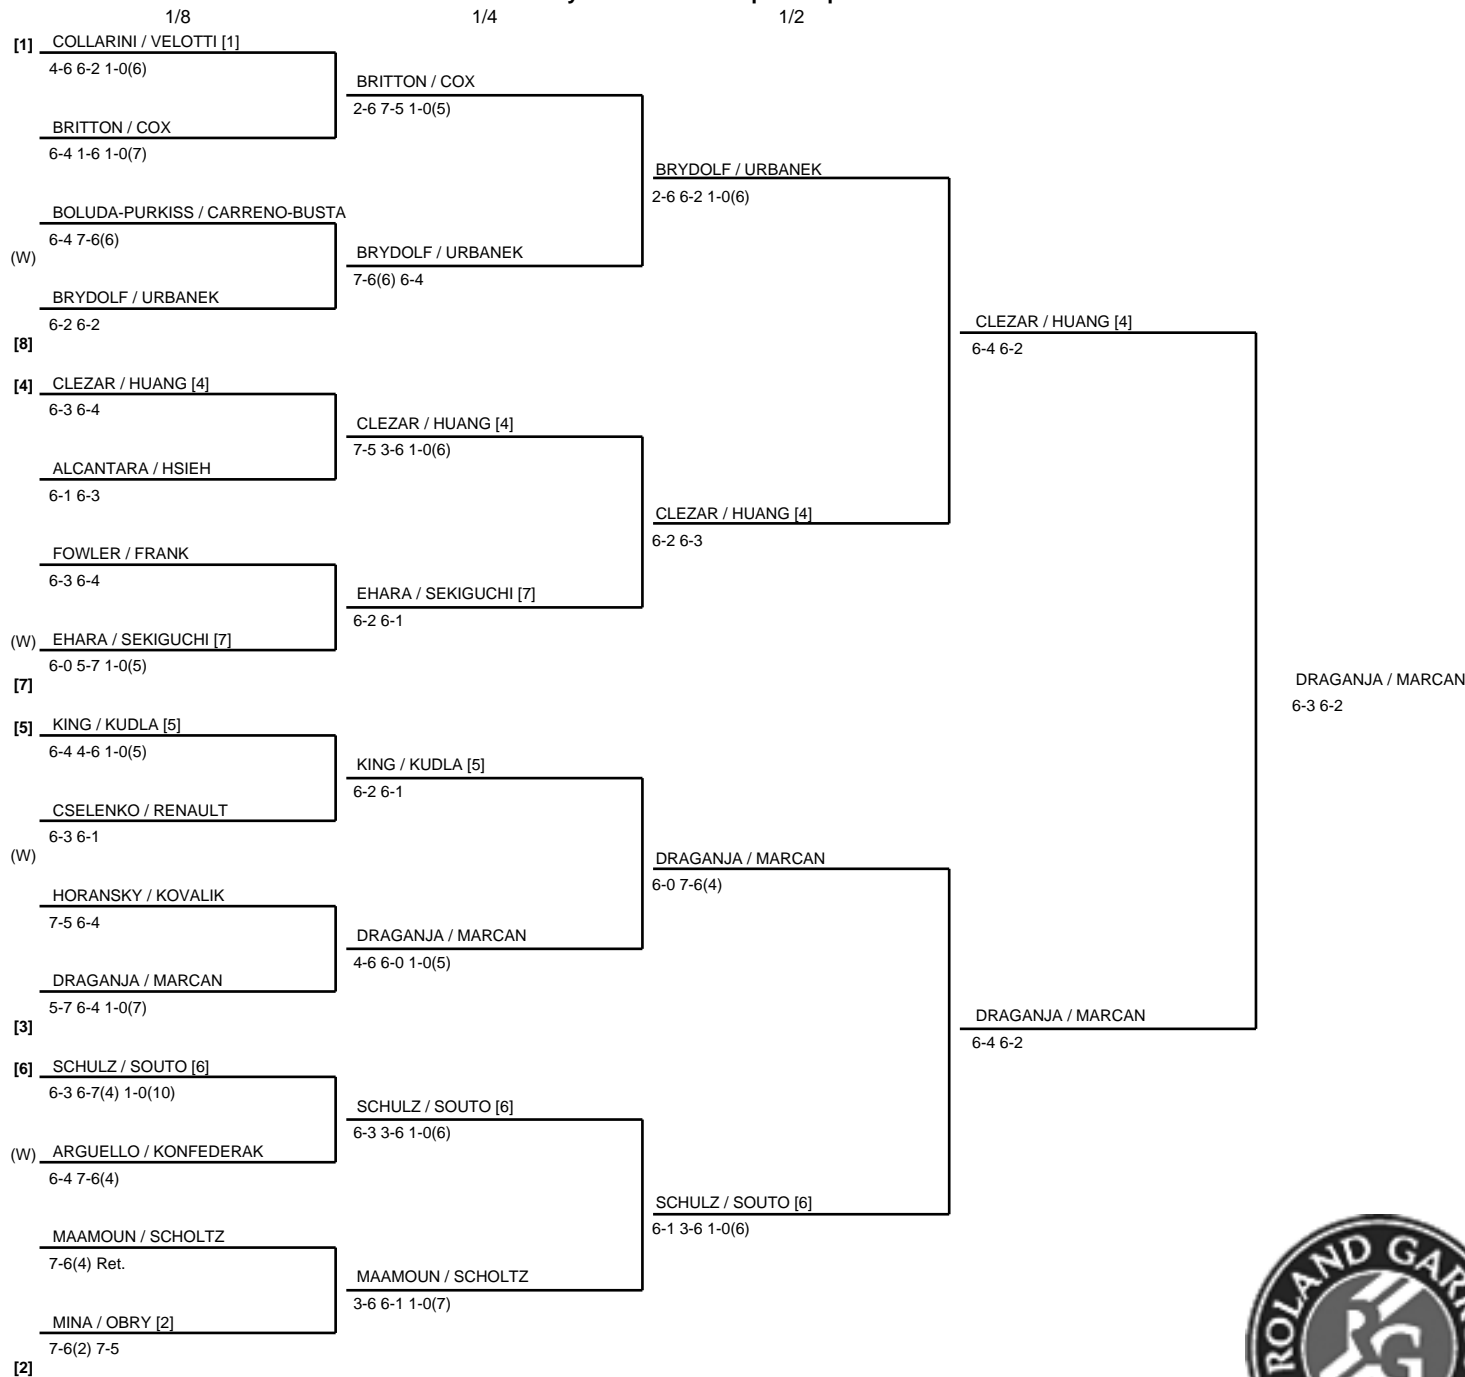 1/8
1/4
1/2
[1] COLLARINI / VELOTTI [1]
4-6 6-2 1-0(6)
BRITTON / COX
2-6 7-5 1-0(5)
BRITTON / COX
6-4 1-6 1-0(7)
BRYDOLF / URBANEK
2-6 6-2 1-0(6)
BOLUDA-PURKISS / CARRENO-BUSTA
6-4 7-6(6)
(W)
BRYDOLF / URBANEK
7-6(6) 6-4
BRYDOLF / URBANEK
6-2 6-2
[8]
CLEZAR / HUANG [4]
6-4 6-2
[4] CLEZAR / HUANG [4]
6-3 6-4
CLEZAR / HUANG [4]
7-5 3-6 1-0(6)
ALCANTARA / HSIEH
6-1 6-3
CLEZAR / HUANG [4]
6-2 6-3
FOWLER / FRANK
6-3 6-4
EHARA / SEKIGUCHI [7]
6-2 6-1
(W) EHARA / SEKIGUCHI [7]
6-0 5-7 1-0(5)
[7]
DRAGANJA / MARCAN
6-3 6-2
[5] KING / KUDLA [5]
6-4 4-6 1-0(5)
KING / KUDLA [5]
6-2 6-1
CSELENKO / RENAULT
6-3 6-1
(W)
DRAGANJA / MARCAN
6-0 7-6(4)
HORANSKY / KOVALIK
7-5 6-4
DRAGANJA / MARCAN
4-6 6-0 1-0(5)
DRAGANJA / MARCAN
5-7 6-4 1-0(7)
[3]
DRAGANJA / MARCAN
6-4 6-2
[6] SCHULZ / SOUTO [6]
6-3 6-7(4) 1-0(10)
SCHULZ / SOUTO [6]
6-3 3-6 1-0(6)
(W) ARGUELLO / KONFEDERAK
6-4 7-6(4)
SCHULZ / SOUTO [6]
6-1 3-6 1-0(6)
MAAMOUN / SCHOLTZ
7-6(4) Ret.
MAAMOUN / SCHOLTZ
3-6 6-1 1-0(7)
MINA / OBRY [2]
7-6(2) 7-5
[2]
ROLAND GARR
RG